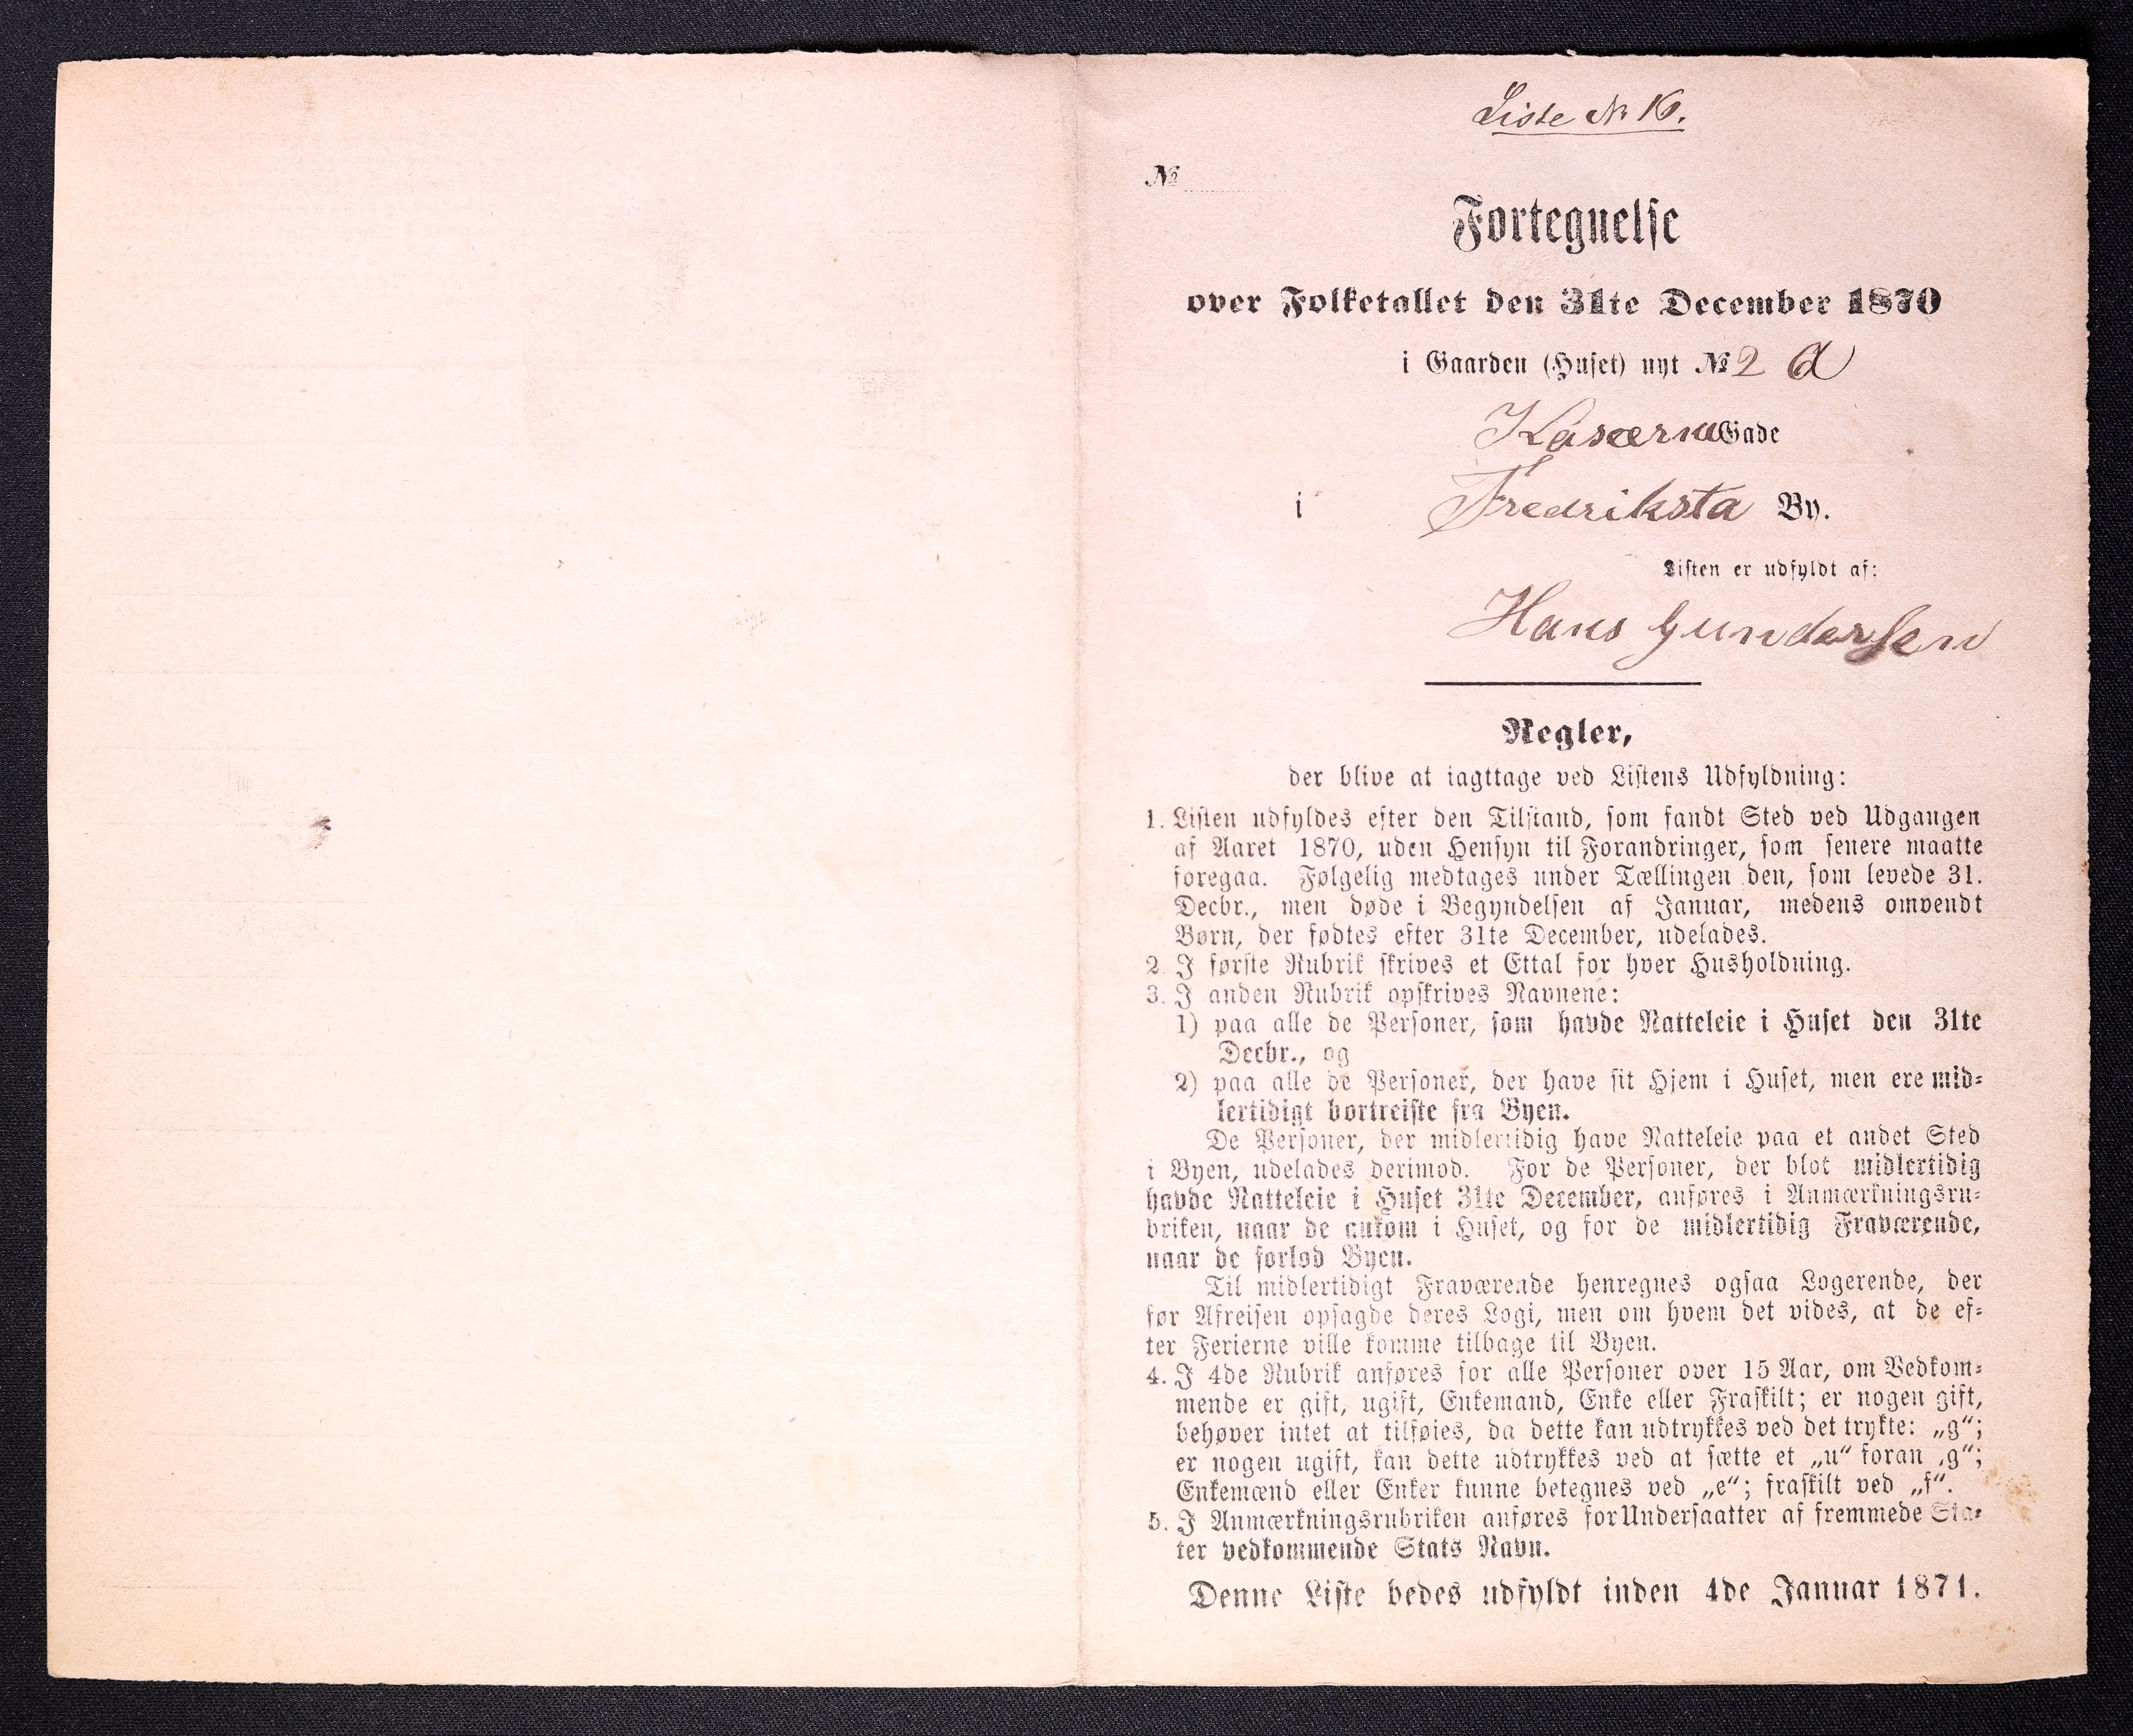 Liste № 16.
№
Fortegnelse
over Folketallet den 31te December 1870
i Gaarden (Huset) nyt № 2 a
Kasærne Gade
i Fredriksta By.
Listen er udfyldt af:
Hans Gundersen
Regler,
der blive at iagttage ved Listens Udfyldning:
1. Listen udfyldes efter den Tilstand, som fandt Sted ved Udgangen
af Aaret 1870, uden Hensyn til Forandringer, som senere maatte
foregaa. Følgelig medtages under Tællingen den, som levede 31.
Decbr., men døde i Begyndelsen af Januar, medens omvendt
Børn, der fødtes efter 31te December, udelades.
2. I første Rubrik skrives et Ettal for hver Husholdning.
3. I anden Rubrik opskrives Navnene:
1) paa alle de Personer, som havde Natteleie i Huset den 31te
Decbr., og
2) paa alle de Personer, der have sit Hjem i Huset, men ere mid-
lertidigt bortreiste fra Byen.
De Personer, der midlertidig have Natteleie paa et andet Sted
i Byen, udelades derimod. For de Personer, der blot midlertidig
havde Natteleie i Huset 31te December, anføres i Anmærkningsru-
briken, naar de ankom i Huset, og for de midlertidig Fraværende,
naar de forlod Byen.
Til midlertidigt Fraværende henregnes ogsaa Logerende, der
før Afreisen opsagde deres Logi, men om hvem det vides, at de ef-
ter Ferierne ville komme tilbage til Byen.
4. I 4de Rubrik anføres for alle Personer over 15 Aar, om Vedkom-
mende er gift, ugift, Enkemand, Enke eller Fraskilt; er nogen gift,
behøver intet at tilføies, da dette kan udtrykkes ved det trykte: „g“;
er nogen ugift, kan dette udtrykkes ved at sætte et „u“ foran „g“;
Enkemænd eller Enker kunne betegnes ved „e“; fraskilt ved „f“.
5. I Anmærkningsrubriken anføres for Undersaatter af fremmede Sta-
ter vedkommende Stats Navn.
Denne Liste bedes udfyldt inden 4de Januar 1871.